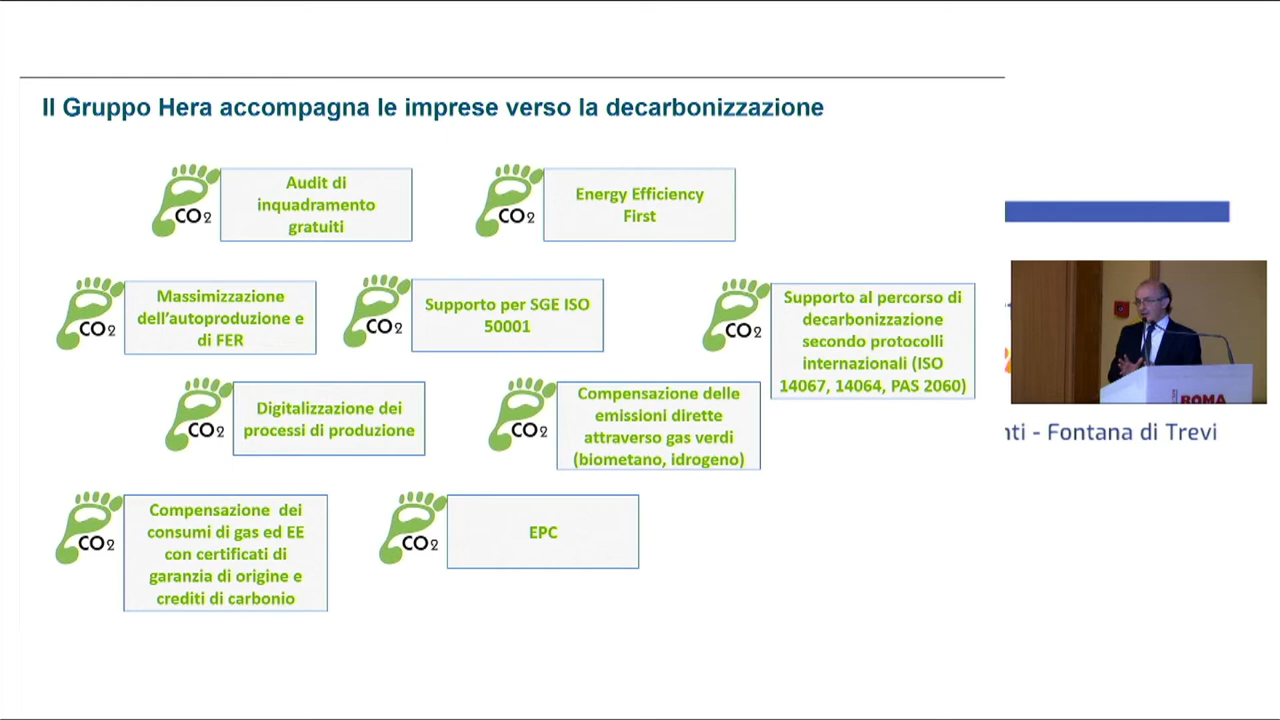 Il Gruppo Hera accompagna le imprese verso la decarbonizzazione
CO2
Audit di
inquadramento
gratuiti
CO2
Energy Efficiency
First
CO2
Massimizzazione
dell'autoproduzione e
di FER
CO2
Supporto per SGE ISO
50001
CO2
Supporto al percorso di
decarbonizzazione
secondo protocolli
internazionali (ISO
14067, 14064, PAS 2060)
CO2
Digitalizzazione dei
processi di produzione
CO2
Compensazione delle
emissioni dirette
attraverso gas verdi
(biometano, idrogeno)
CO2
Compensazione dei
consumi di gas ed EE
con certificati di
garanzia di origine e
crediti di carbonio
CO2
EPC
ROMA
- Fontana di Trevi